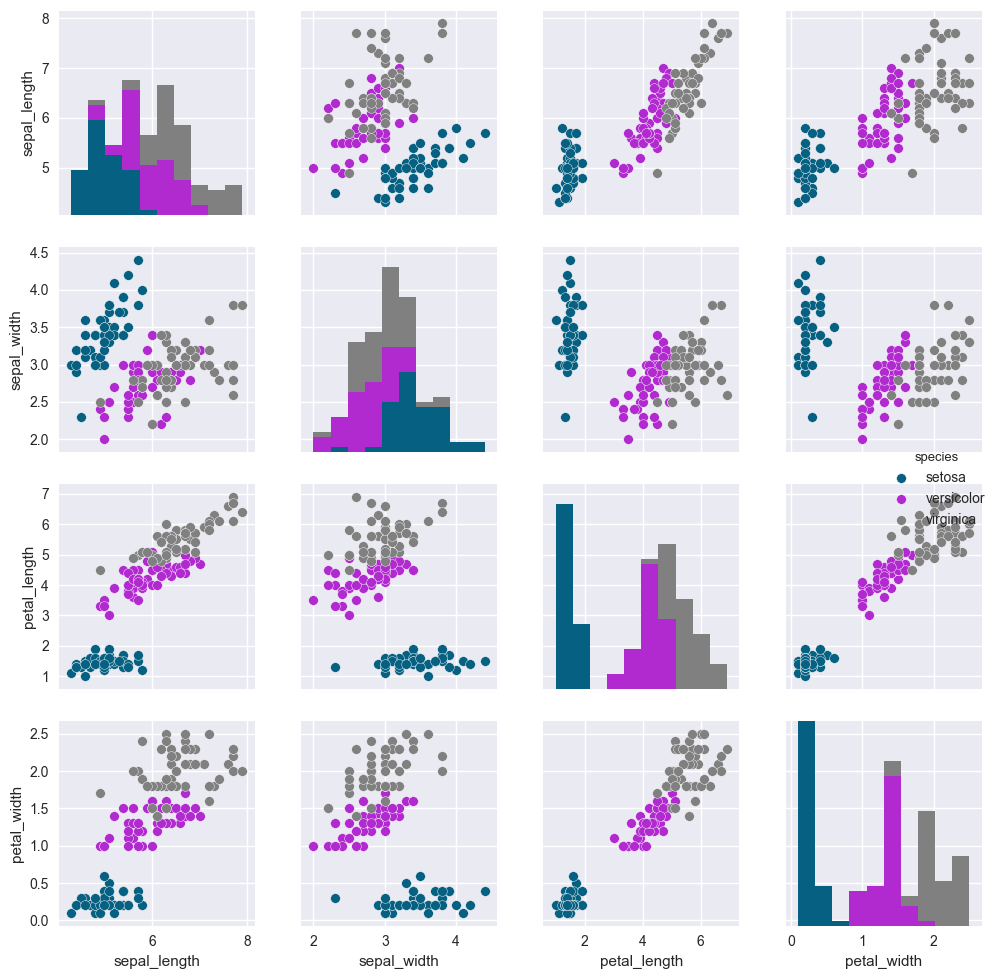 8
7
6
5
sepal_length
4.5
4.0
3.5
3.0
2.5
2.0
sepal_width
species
setosa
versicolor
virginica
7
6
5
4
3
2
1
petal_length
2.5
2.0
1.5
1.0
0.5
0.0
petal_width
6 8
2 3 4
2 4 6
0 1 2
sepal_length
sepal_width
petal_length
petal_width